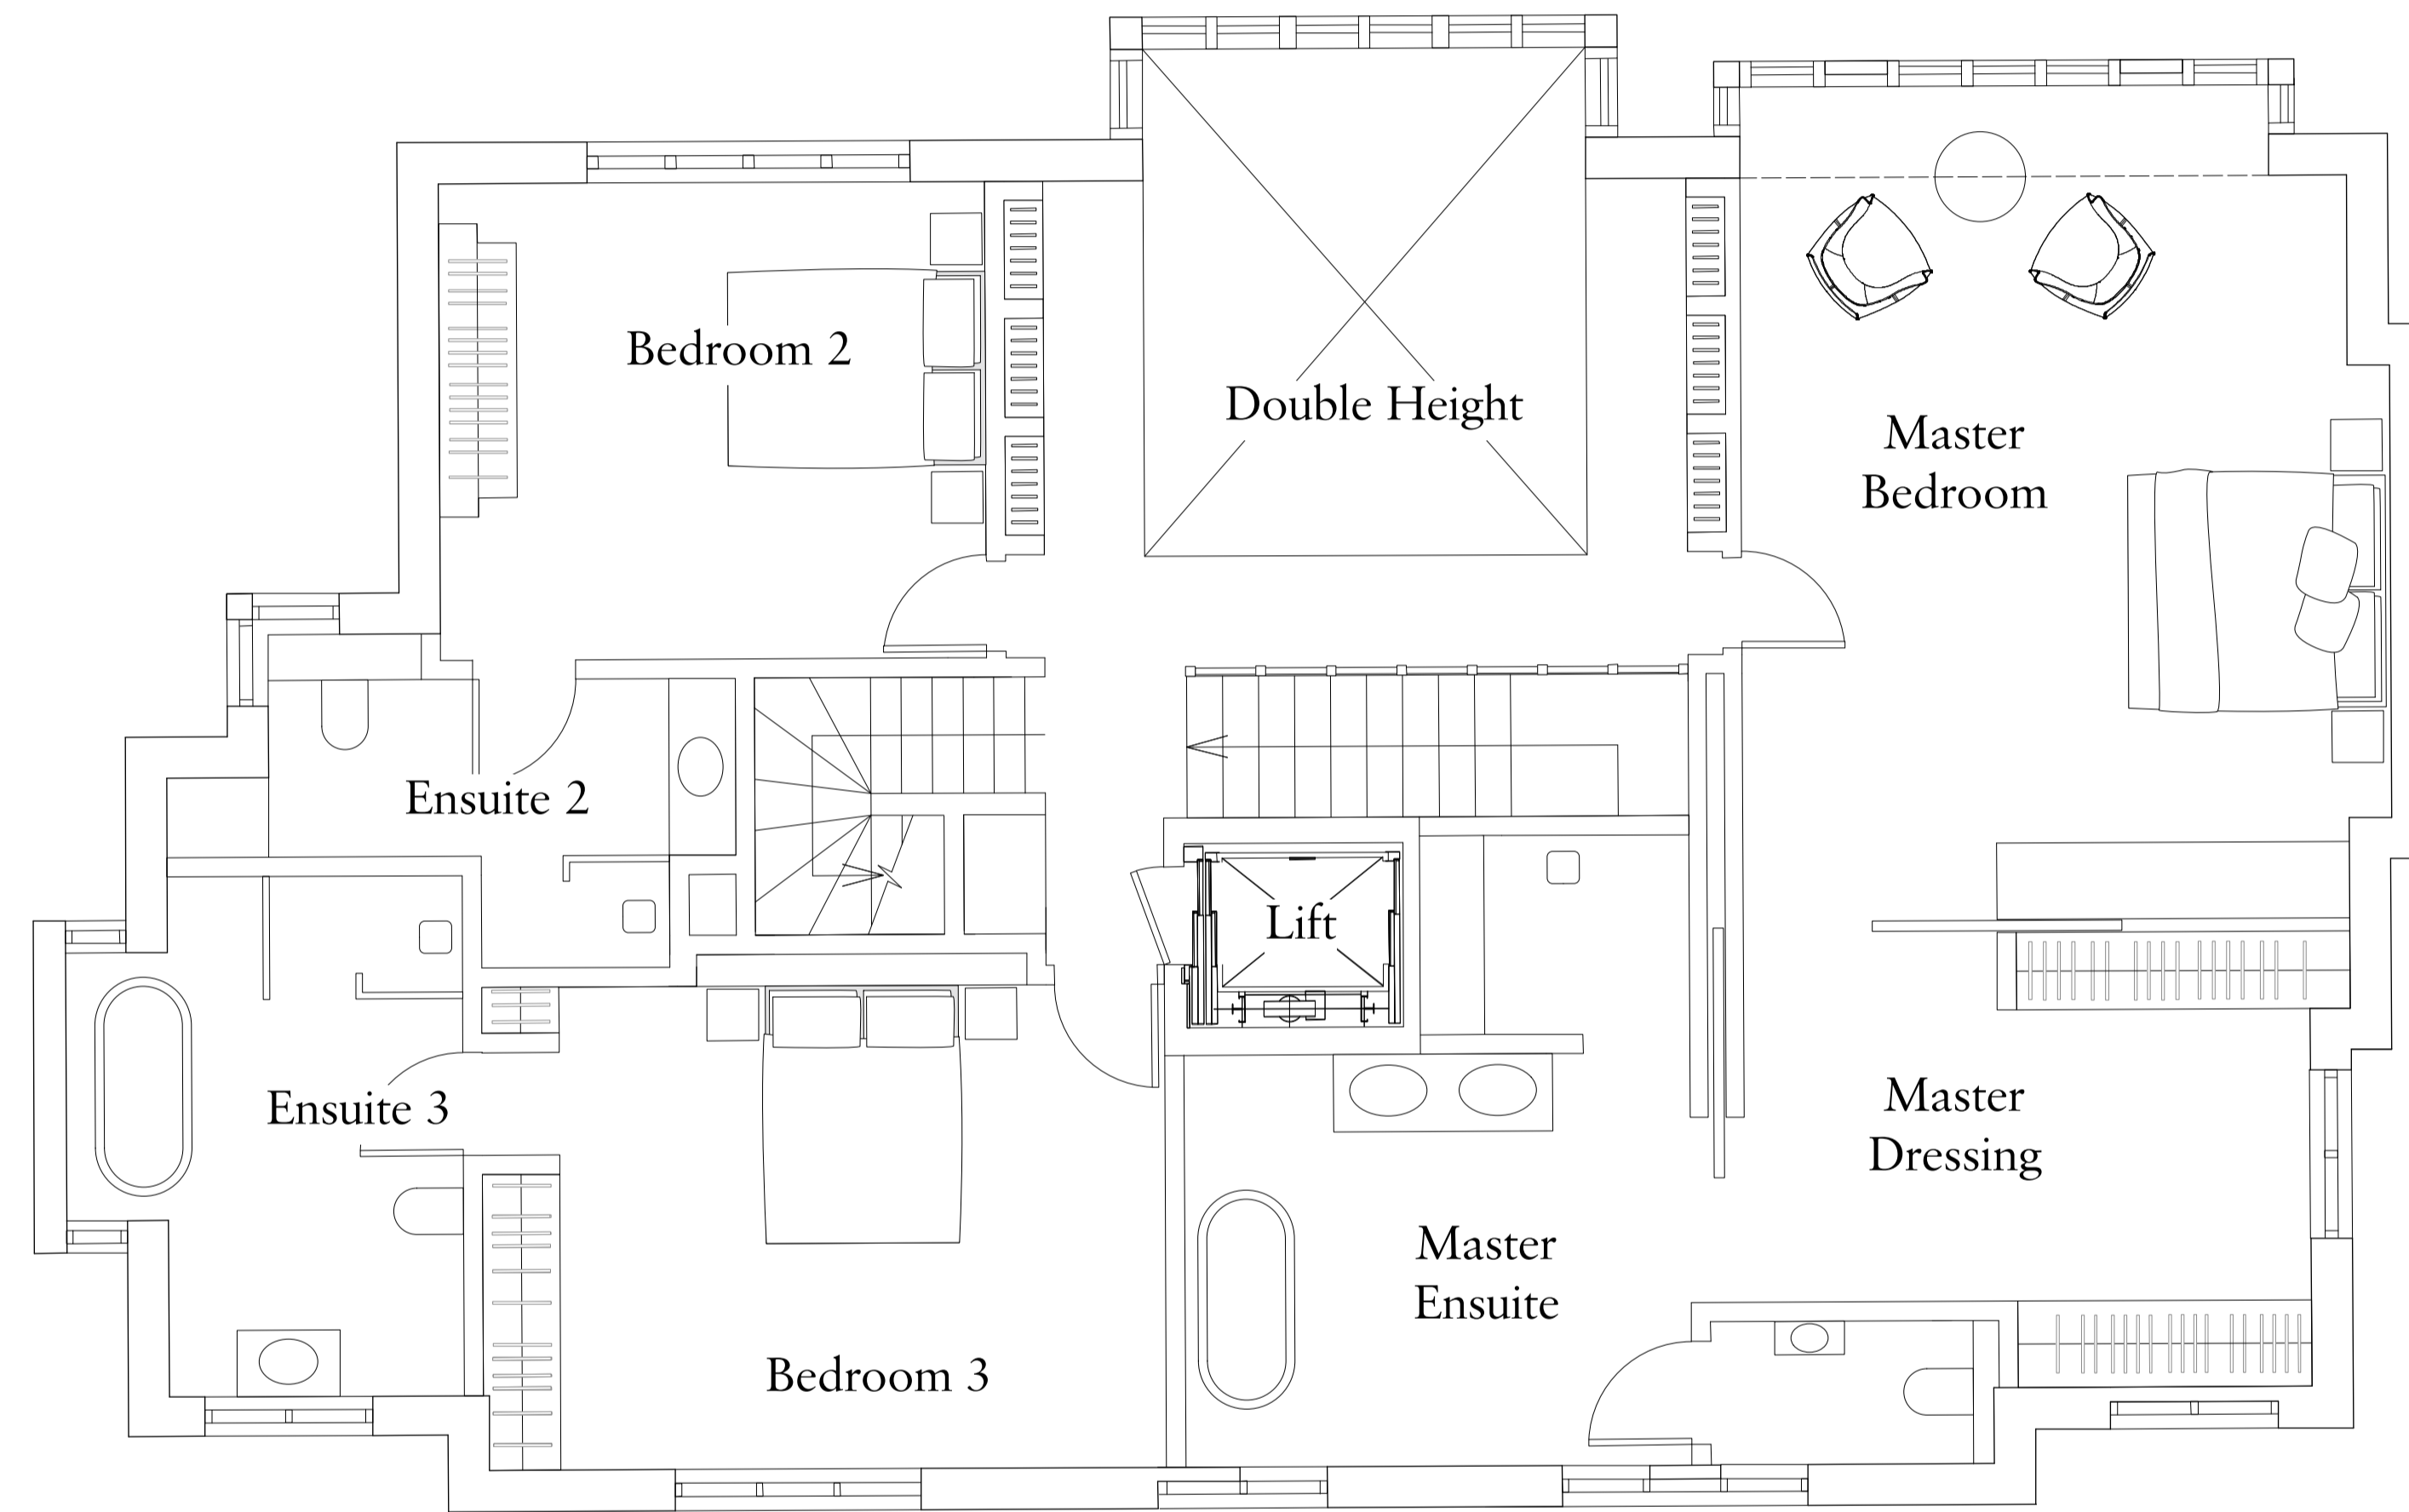 Bedroom 2
Double Height
Master
Bedroom
Ensuite 2
Lift
Ensuite 3
Master
Dressing
Master
Ensuite
Bedroom 3